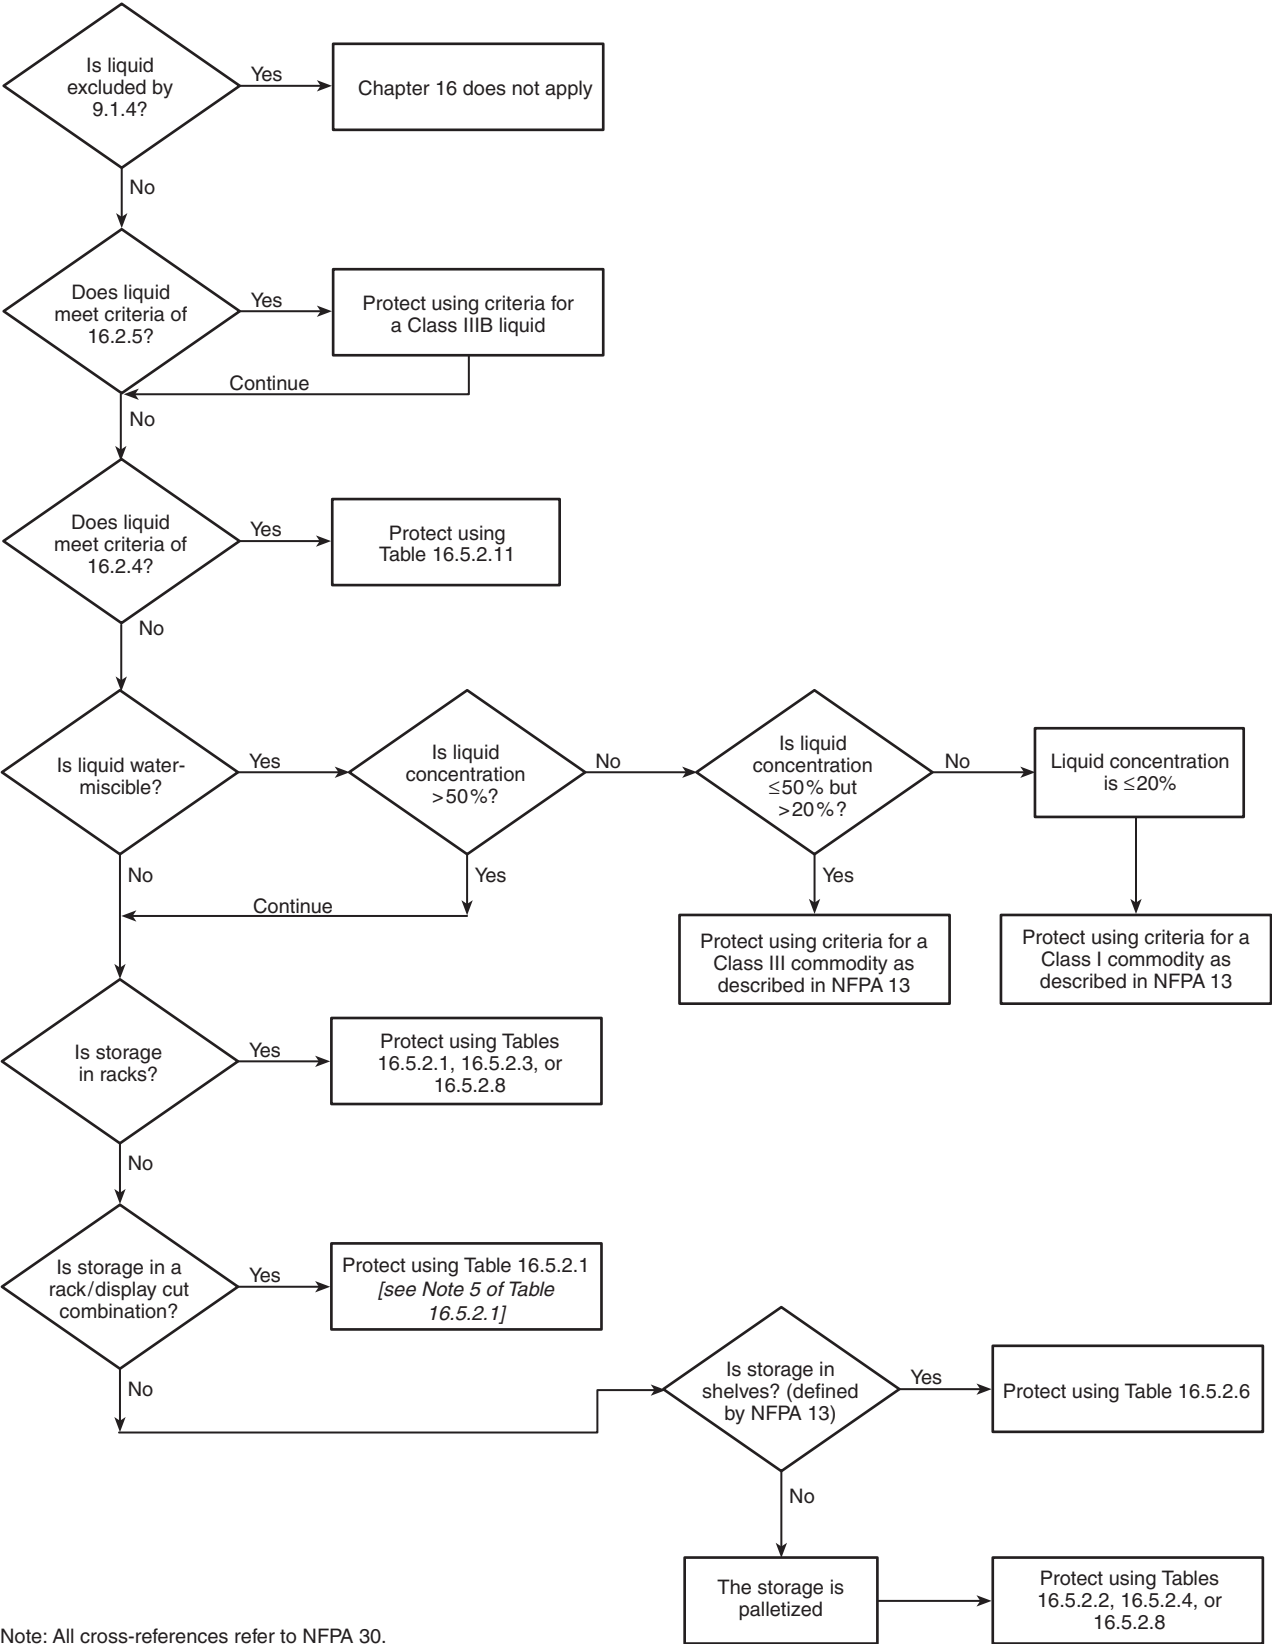 Is liquid
excluded by
9.1.4?
Yes
Chapter 16 does not apply
No
Does liquid
meet criteria of
16.2.5?
Yes
Protect using criteria for
a Class IIIB liquid
Continue
No
Does liquid
meet criteria of
16.2.4?
Yes
Protect using
Table 16.5.2.11
No
Is liquid water-
miscible?
Yes
Is liquid
concentration
>50%?
No
Is liquid
concentration
≤50% but
>20%?
No
Liquid concentration
is ≤20%
No
Yes
Yes
Continue
Protect using criteria for a
Class III commodity as
described in NFPA 13
Protect using criteria for a
Class I commodity as
described in NFPA 13
Is storage
in racks?
Yes
Protect using Tables
16.5.2.1, 16.5.2.3, or
16.5.2.8
No
Is storage in a
rack/display cut
combination?
Yes
Protect using Table 16.5.2.1
[see Note 5 of Table
16.5.2.1]
No
Is storage in
shelves? (defined
by NFPA 13)
Yes
Protect using Table 16.5.2.6
No
The storage is
palletized
Protect using Tables
16.5.2.2, 16.5.2.4, or
16.5.2.8
Note: All cross-references refer to NFPA 30.